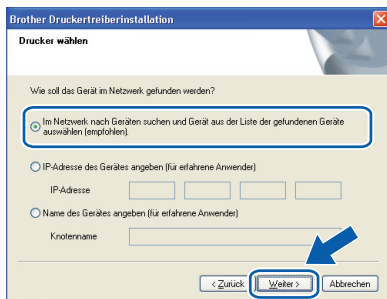 Brother Druckertreiberinstallation
Drucker wählen
Wie soll das Gerät im Netzwerk gefunden werden?
Im Netzwerk nach Geräten suchen und Gerät aus der Liste der gefundenen Geräte
auswählen (empfohlen).
IP-Adresse des Gerätes angeben (für erfahrene Anwender)
IP-Adresse
Name des Gerätes angeben (für erfahrene Anwender)
Knotenname
< Zurück Weiter > Abbrechen